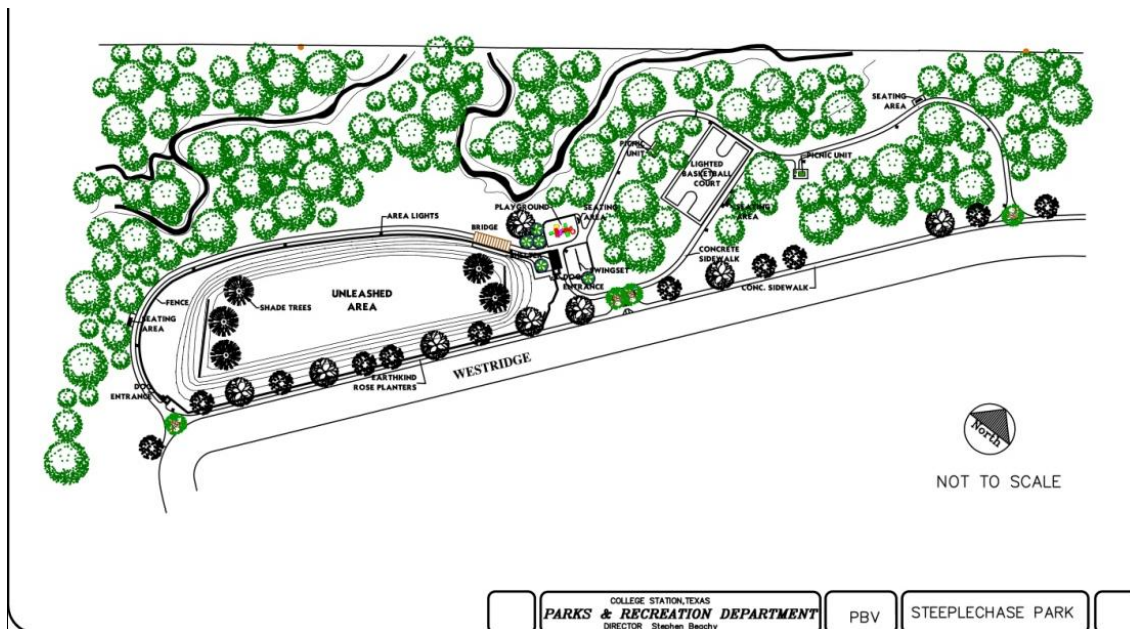 SEATING
AREA
PICNIC
UNIT
LIGHTED
BASKETBALL
COURT
PICNIC UNIT
PLAYGROUND
SEATING
AREA
SEATING
AREA
AREA LIGHTS
BRIDGE
CONCRETE
SIDEWALK
SWINGSET
DOG
ENTRANCE
CONC. SIDEWALK
UNLEASHED
AREA
FENCE
SHADE TREES
SEATING
AREA
WESTRIDGE
EARTHKIND
ROSE PLANTERS
DOG
ENTRANCE
North
NOT TO SCALE
COLLEGE STATION, TEXAS
PARKS & RECREATION DEPARTMENT
DIRECTOR Stephen Beachy
PBV
STEEPLECHASE PARK